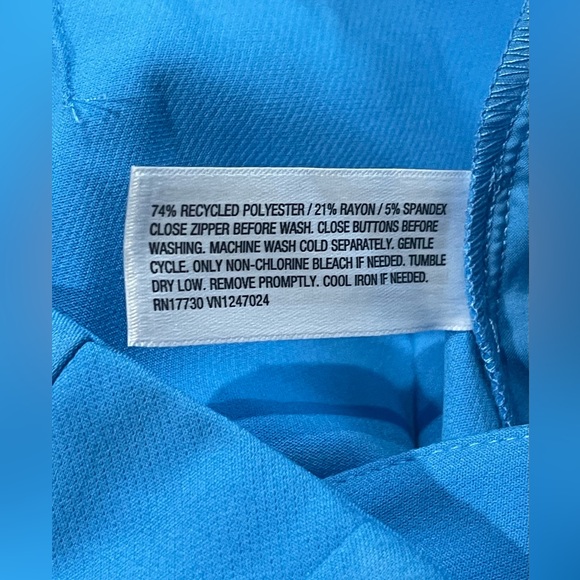 74% RECYCLED POLYESTER / 21% RAYON / 5% SPANDEX
CLOSE ZIPPER BEFORE WASH. CLOSE BUTTONS BEFORE
WASHING. MACHINE WASH COLD SEPARATELY. GENTLE
CYCLE. ONLY NON-CHLORINE BLEACH IF NEEDED. TUMBLE
DRY LOW. REMOVE PROMPTLY. COOL IRON IF NEEDED.
RN17730 VN1247024